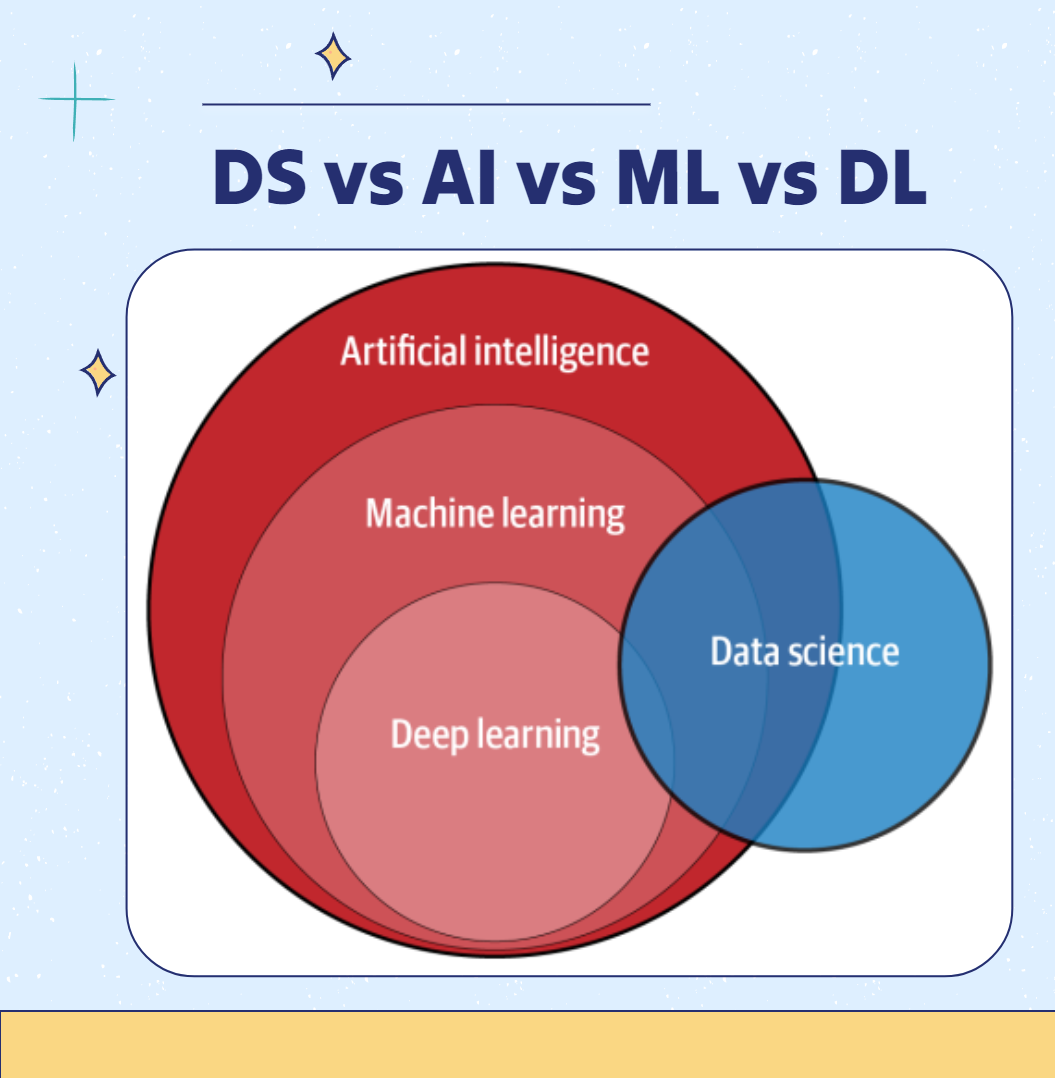 DS vs AI vs ML vs DL
Artificial intelligence
Machine learning
Data science
Deep learning